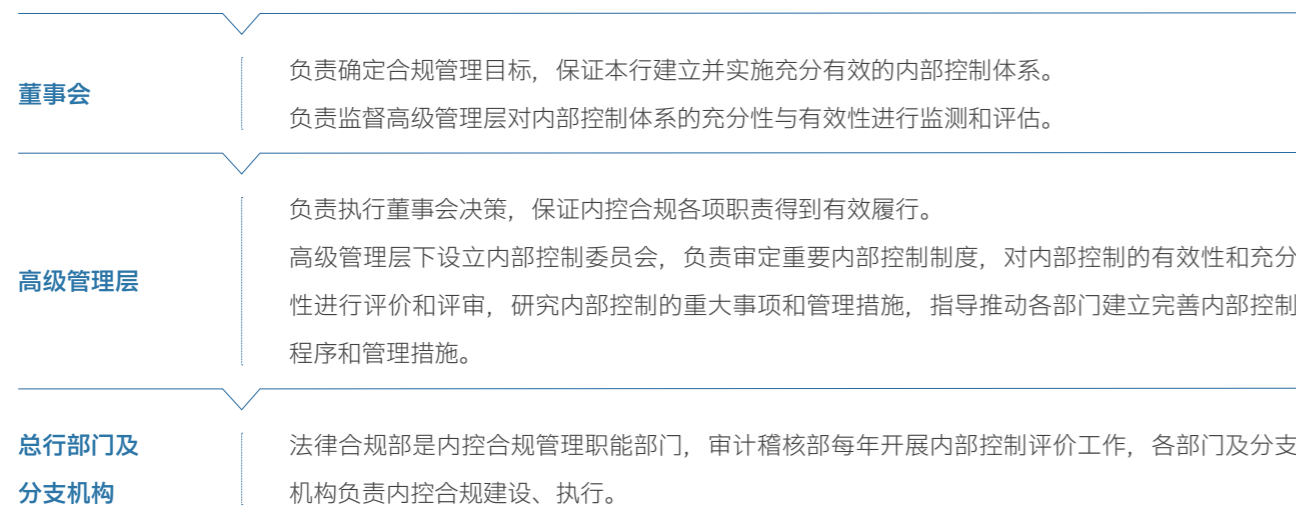 董事会
负责确定合规管理目标，保证本行建立并实施充分有效的内部控制体系。
负责监督高级管理层对内部控制体系的充分性与有效性进行监测和评估。
高级管理层
负责执行董事会决策，保证内控合规各项职责得到有效履行。
高级管理层下设立内部控制委员会，负责审定重要内部控制制度，对内部控制的有效性和充分
性进行评价和评审，研究内部控制的重大事项和管理措施，指导推动各部门建立完善内部控制
程序和管理措施。
总行部门及
分支机构
法律合规部是内控合规管理职能部门，审计稽核部每年开展内部控制评价工作，各部门及分支
机构负责内控合规建设、执行。